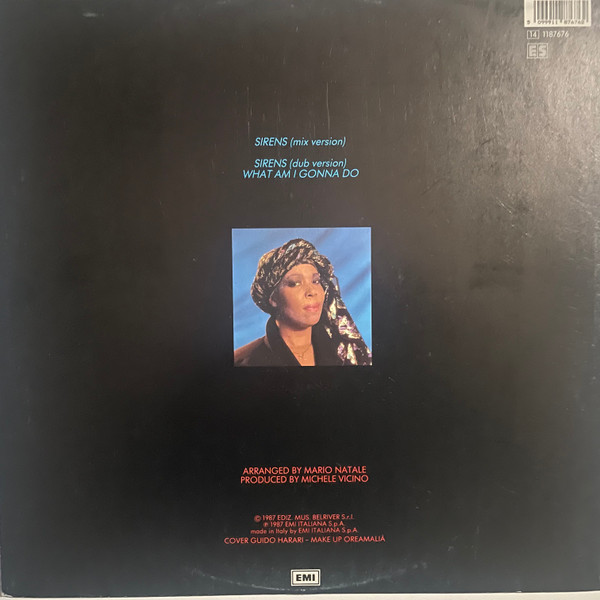 14 1187676
ES
SIRENS (mix version)
SIRENS (dub version)
WHAT AM I GONNA DO
ARRANGED BY MARIO NATALE
PRODUCED BY MICHELE VICINO
© 1987 EDIZ. MUS. BELRIVER S.r.l.
℗ 1987 EMI ITALIANA S.p.A.
made in Italy by EMI ITALIANA S.p.A.
COVER GUIDO HARARI - MAKE UP OREAMALIÁ
EMI